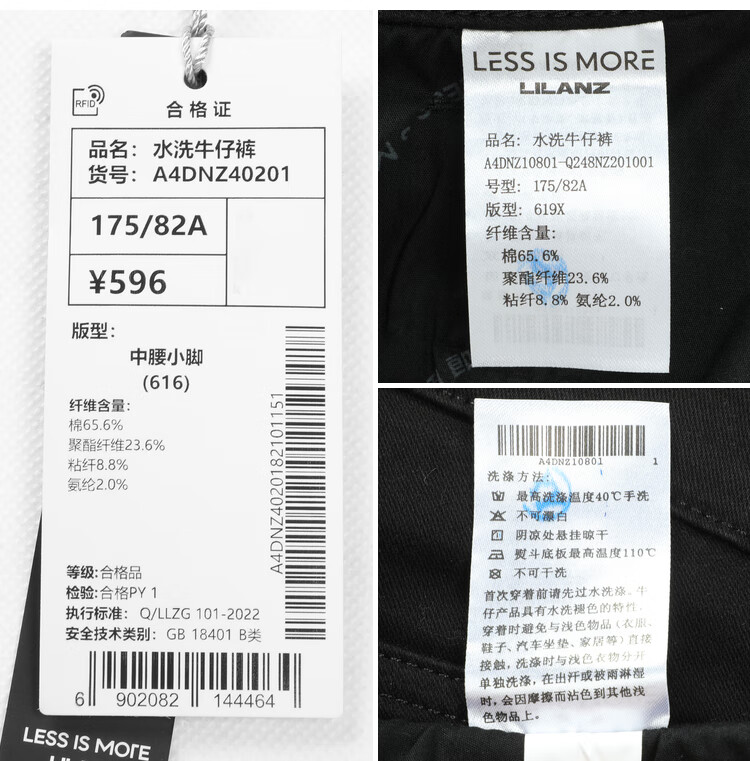 RFID
合格证
品名: 水洗牛仔裤
货号: A4DNZ40201
175/82A
¥596
版型:
中腰小脚
(616)
纤维含量:
棉65.6%
聚酯纤维23.6%
粘纤8.8%
氨纶2.0%
A4DNZ4020182101151
等级:合格品
检验:合格PY 1
执行标准: Q/LLZG 101-2022
安全技术类别: GB 18401 B类
6 902082 144464
LESS IS MORE
LESS IS MORE
LILANZ
品名: 水洗牛仔裤
A4DNZ10801-Q248NZ201001
号型: 175/82A
版型: 619X
纤维含量:
棉65.6%
聚酯纤维23.6%
粘纤8.8% 氨纶2.0%
A4DNZ10801 1
洗涤方法:
最高洗涤温度40℃手洗
不可漂白
阴凉处悬挂晾干
熨斗底板最高温度110℃
不可干洗
首次穿着前请先过水洗涤。牛
仔产品具有水洗褪色的特性。
穿着时避免与浅色物品(衣服、
鞋子、汽车坐垫、家居等)直接
接触,洗涤时与浅色衣物分开
单独洗涤,在出汗或被雨淋湿
时,会因摩擦而沾色到其他浅
色物品上。